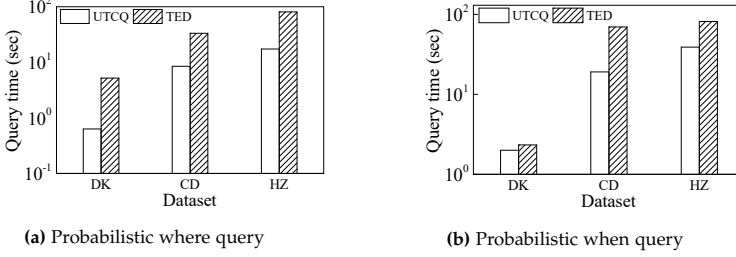 10²
UTCQ TED
10¹
10⁰
10⁻¹
Query time (sec)
DK CD HZ
Dataset
(a) Probabilistic where query
10²
UTCQ TED
10¹
10⁰
Query time (sec)
DK CD HZ
Dataset
(b) Probabilistic when query